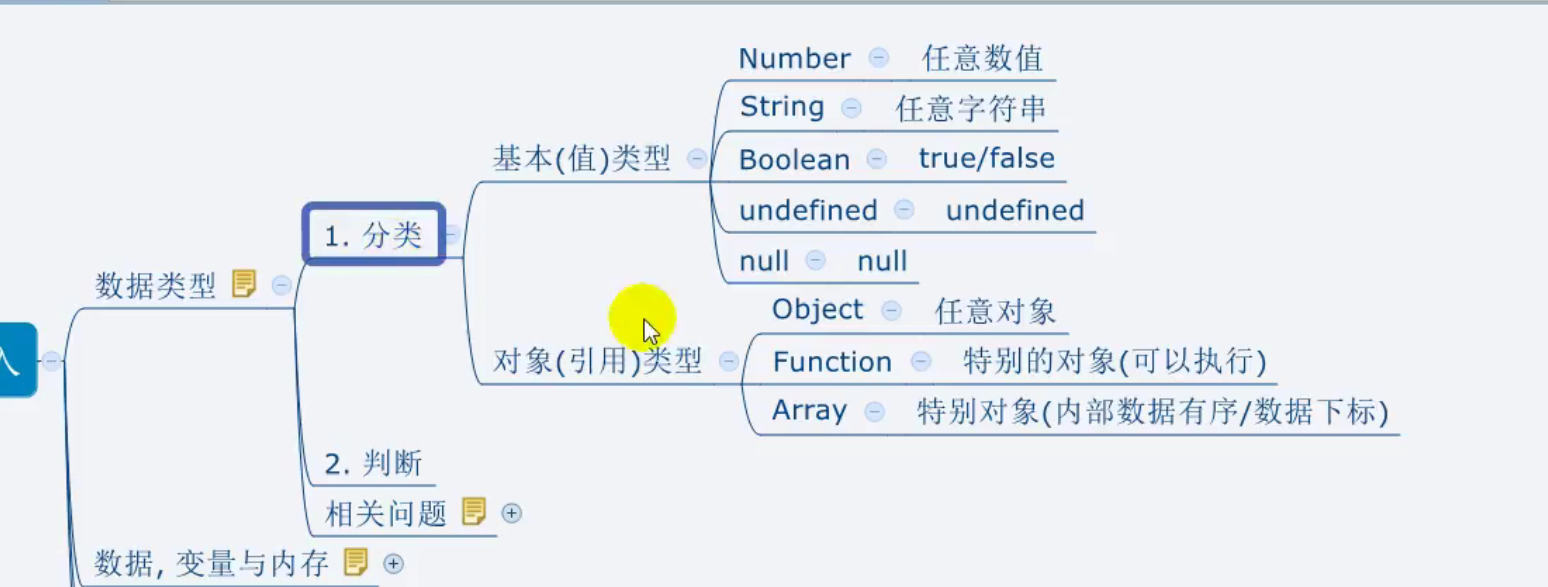 Number 任意数值
String 任意字符串
基本(值)类型
Boolean true/false
undefined undefined
1. 分类
null null
数据类型
Object 任意对象
对象(引用)类型
Function 特别的对象(可以执行)
Array 特别对象(内部数据有序/数据下标)
入
2. 判断
相关问题
数据, 变量与内存